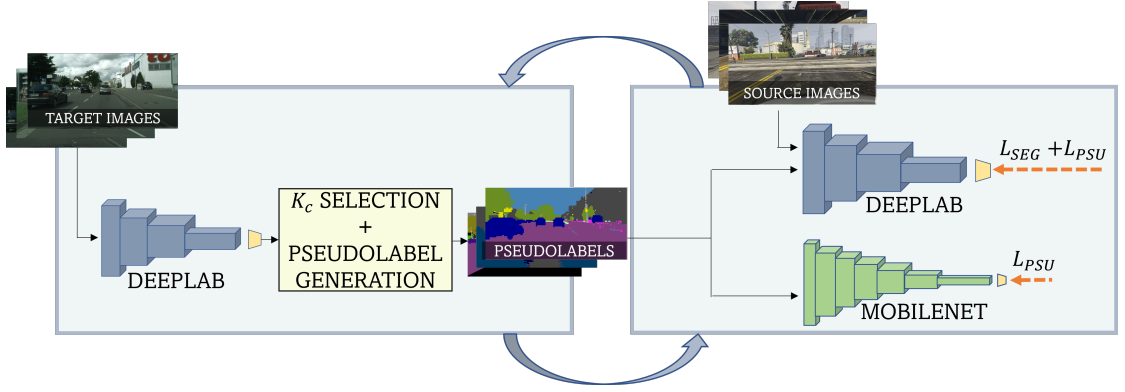 TARGET IMAGES
DEEPLAB
K_c SELECTION
+
PSEUDOLABEL
GENERATION
PSEUDOLABELS
SOURCE IMAGES
L_SEG +L_PSU
DEEPLAB
L_PSU
MOBILENET